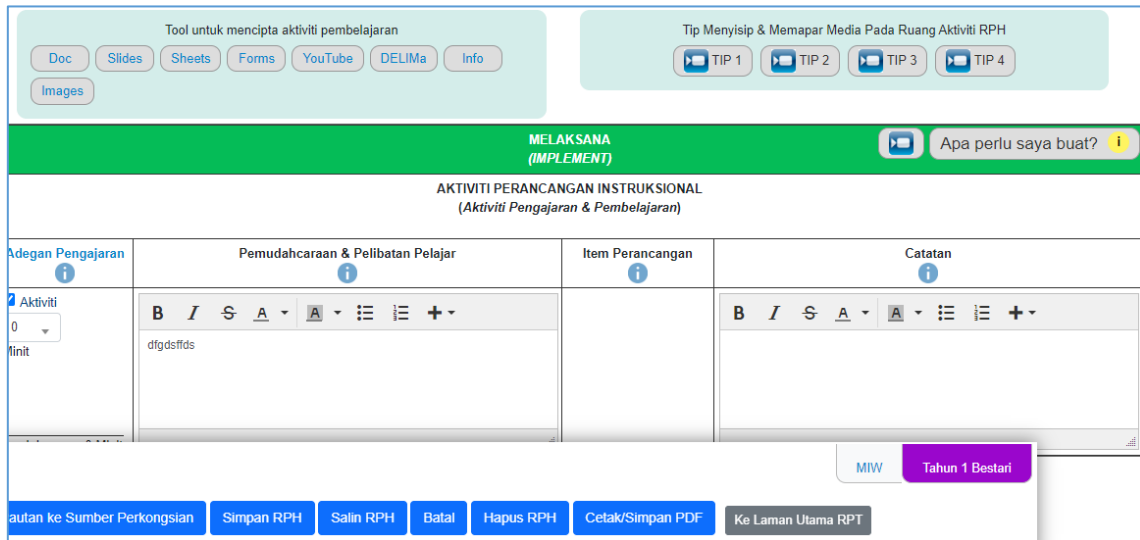 Tool untuk mencipta aktiviti pembelajaran
Doc Slides Sheets Forms YouTube DELIMa Info
Images
Tip Menyisip & Memapar Media Pada Ruang Aktiviti RPH
TIP 1 TIP 2 TIP 3 TIP 4
MELAKSANA
(IMPLEMENT)
Apa perlu saya buat? i
AKTIVITI PERANCANGAN INSTRUKSIONAL
(Aktiviti Pengajaran & Pembelajaran)
Adegan Pengajaran Pemudahcaraan & Pelibatan Pelajar Item Perancangan Catatan
Aktiviti
0
Minit
B I S A A
dfgdsffds
B I S A A
MIW Tahun 1 Bestari
autan ke Sumber Perkongsian Simpan RPH Salin RPH Batal Hapus RPH Cetak/Simpan PDF Ke Laman Utama RPT